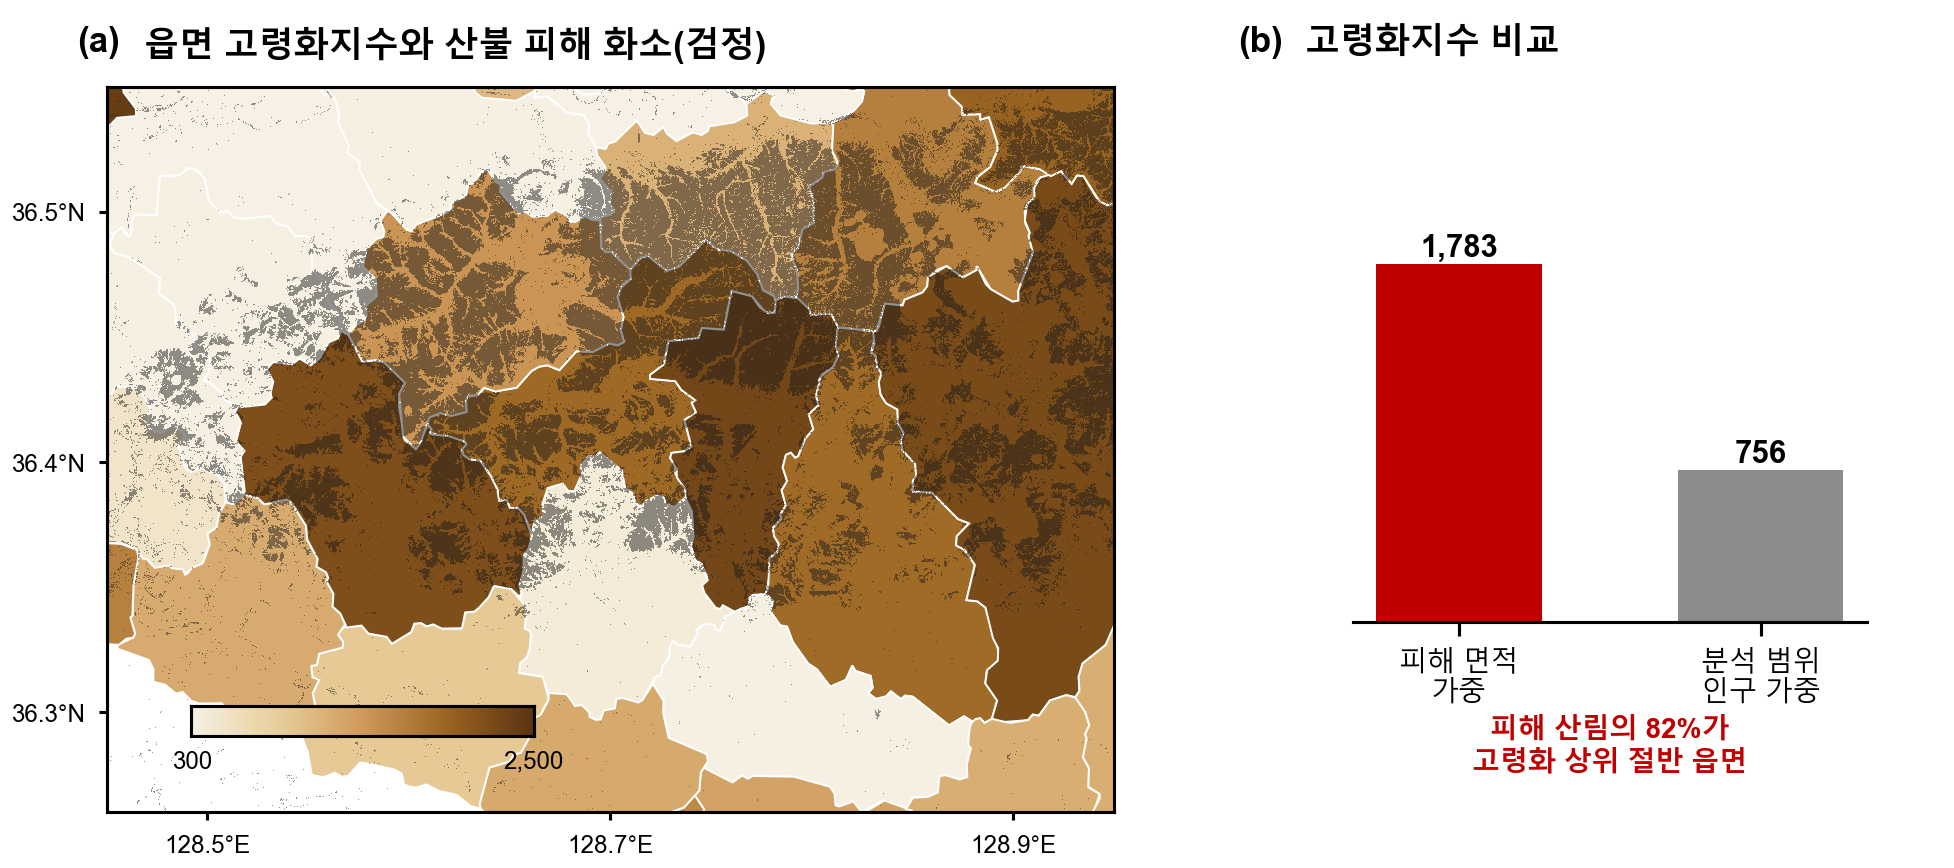 (a) 읍면 고령화지수와 산불 피해 화소(검정)
36.5°N
36.4°N
36.3°N
300 2,500
128.5°E 128.7°E 128.9°E
(b) 고령화지수 비교
1,783
756
피해 면적
가중
분석 범위
인구 가중
피해 산림의 82%가
고령화 상위 절반 읍면